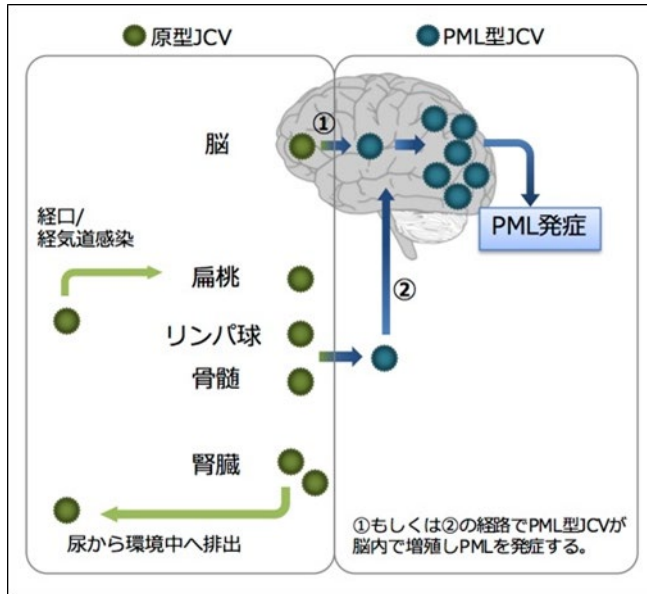 原型JCV
PML型JCV
①
脳
経口/
経気道感染
PML発症
扁桃
②
リンパ球
骨髄
腎臓
尿から環境中へ排出
①もしくは②の経路でPML型JCVが
脳内で増殖しPMLを発症する。